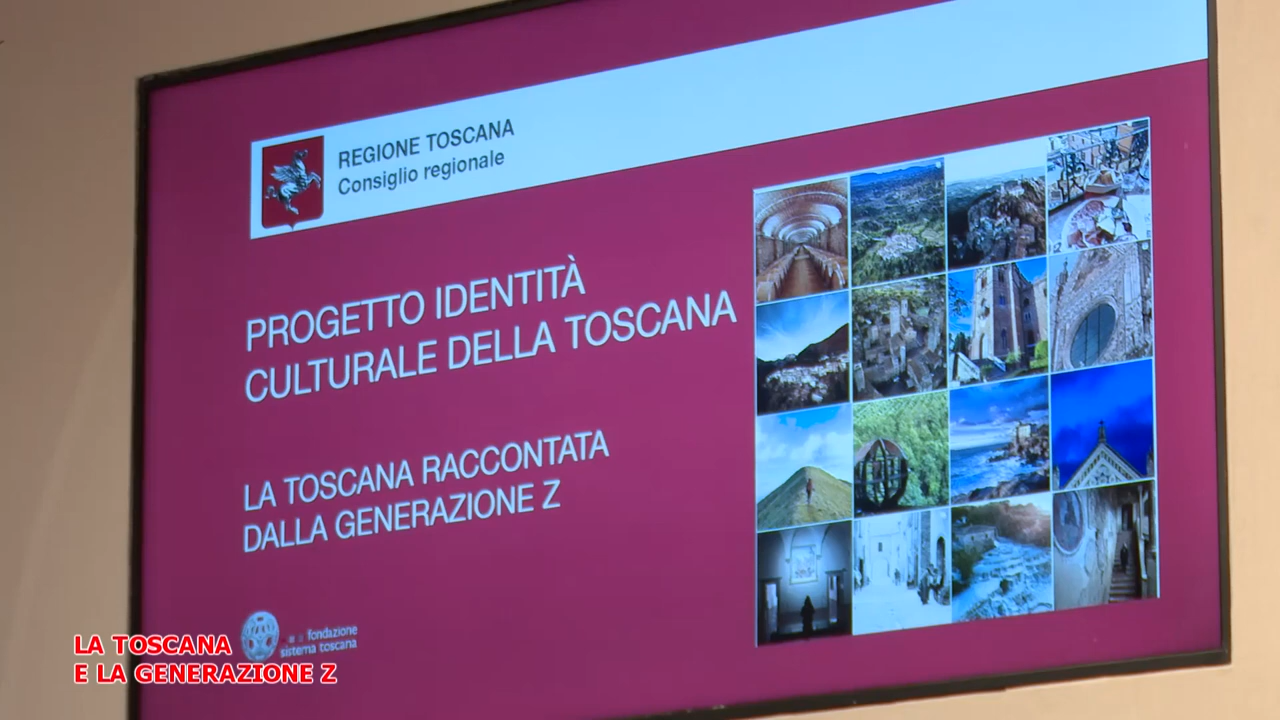 REGIONE TOSCANA
Consiglio regionale
PROGETTO IDENTITÀ
CULTURALE DELLA TOSCANA
LA TOSCANA RACCONTATA
DALLA GENERAZIONE Z
fondazione
sistema toscana
LA TOSCANA
E LA GENERAZIONE Z